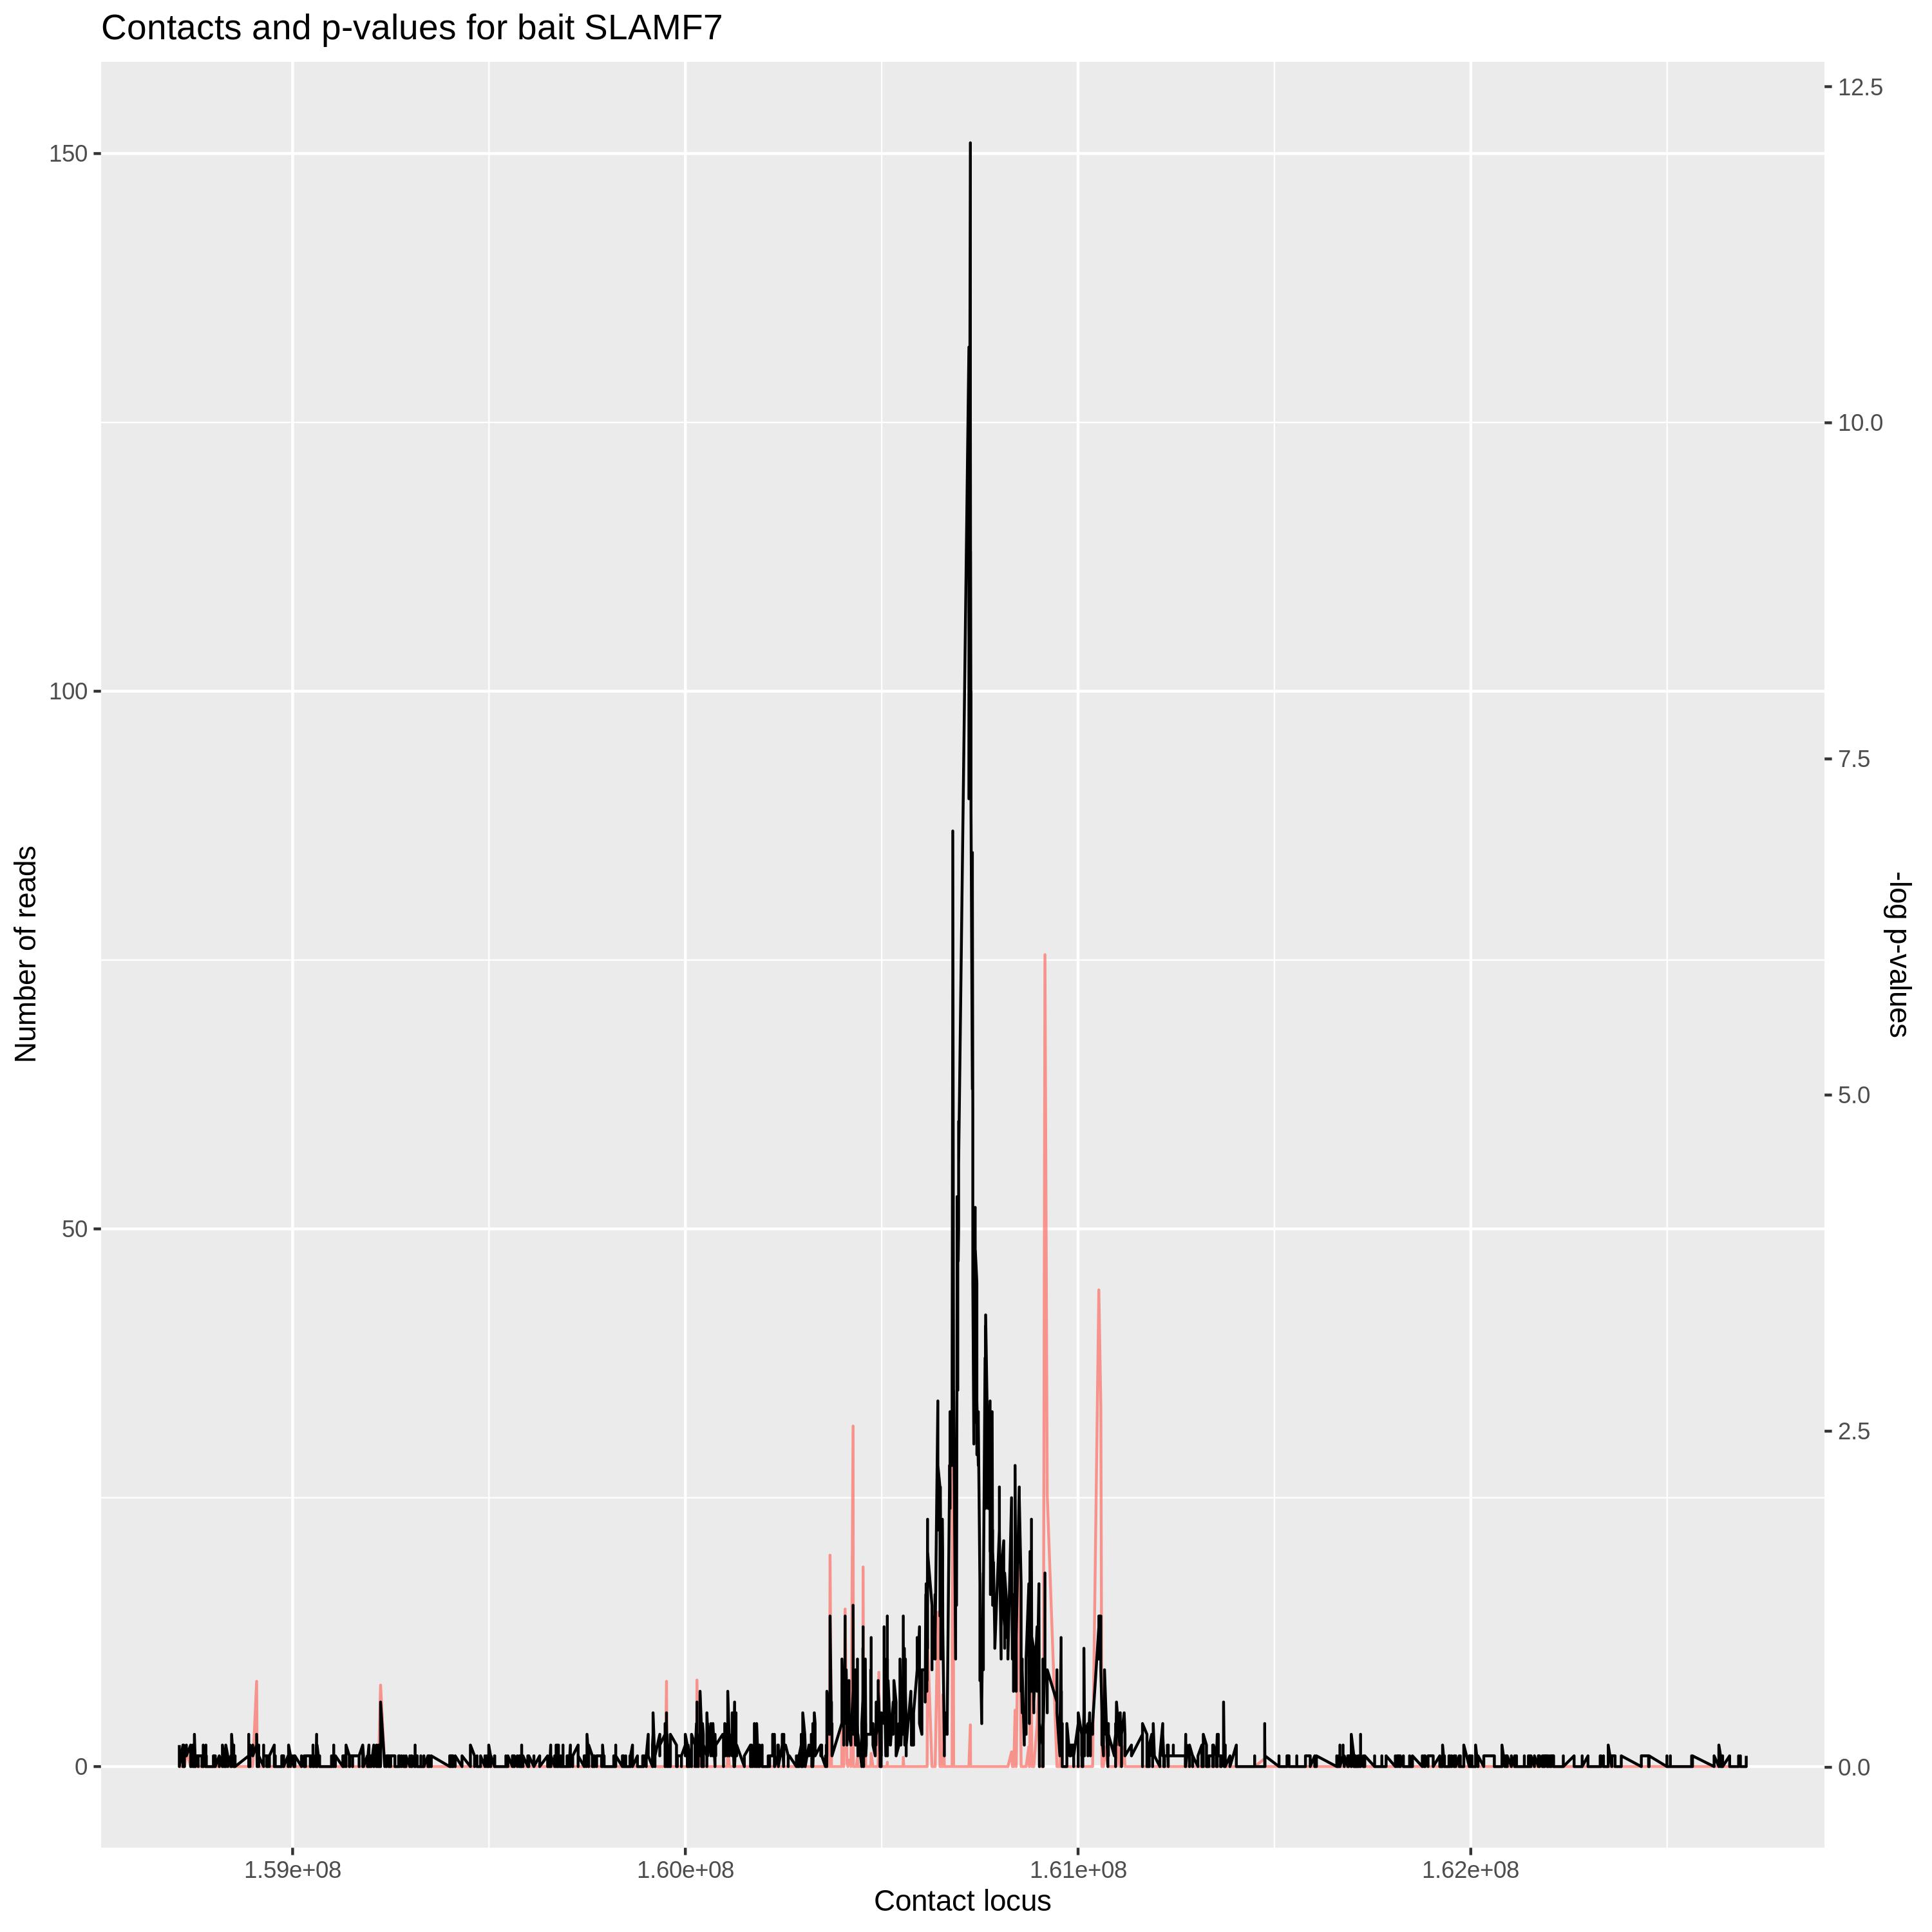 Contacts and p-values for bait SLAMF7
12.5
150
10.0
100
7.5
Number of reads
-log p-values
5.0
50
2.5
0
0.0
1.59e+08
1.60e+08
1.61e+08
1.62e+08
Contact locus